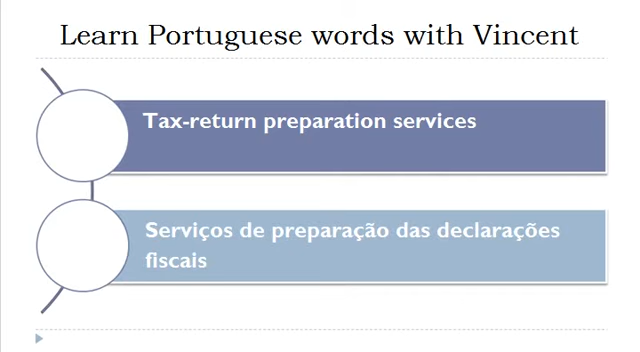 Learn Portuguese words with Vincent
Tax-return preparation services
Serviços de preparação das declarações
fiscais